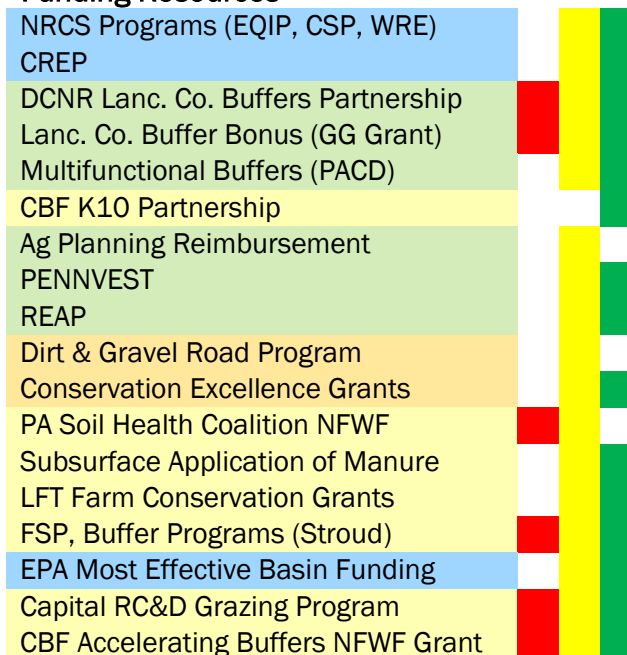 Funding Resources
NRCS Programs (EQIP, CSP, WRE)
CREP
DCNR Lanc. Co. Buffers Partnership
Lanc. Co. Buffer Bonus (GG Grant)
Multifunctional Buffers (PACD)
CBF K10 Partnership
Ag Planning Reimbursement
PENNVEST
REAP
Dirt & Gravel Road Program
Conservation Excellence Grants
PA Soil Health Coalition NFWF
Subsurface Application of Manure
LFT Farm Conservation Grants
FSP, Buffer Programs (Stroud)
EPA Most Effective Basin Funding
Capital RC&D Grazing Program
CBF Accelerating Buffers NFWF Grant